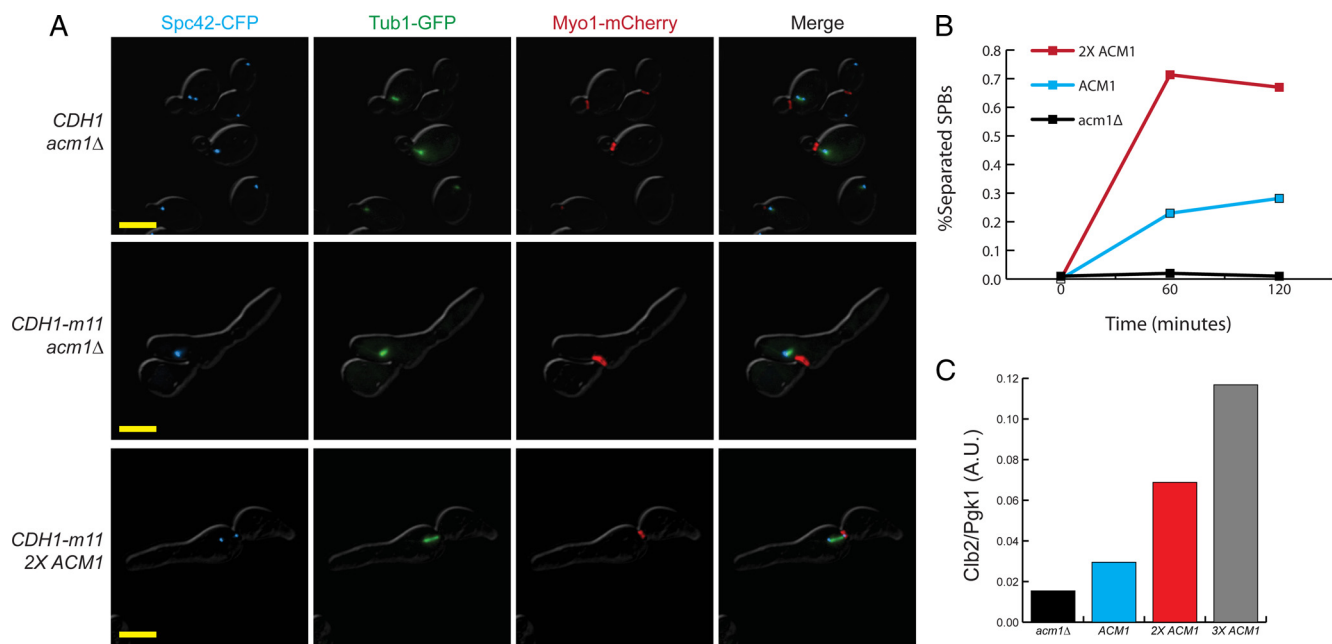 A
Spc42-CFP Tub1-GFP Myo1-mCherry Merge
CDH1
acm1Δ
CDH1-m11
acm1Δ
CDH1-m11
2X ACM1
B
%Separated SPBs
0.8
0.7
0.6
0.5
0.4
0.3
0.2
0.1
0.0
2X ACM1
ACM1
acm1Δ
0 60 120
Time (minutes)
C
Clb2/Pgk1 (A.U.)
0.12
0.10
0.08
0.06
0.04
0.02
0.00
acm1Δ ACM1 2X ACM1 3X ACM1